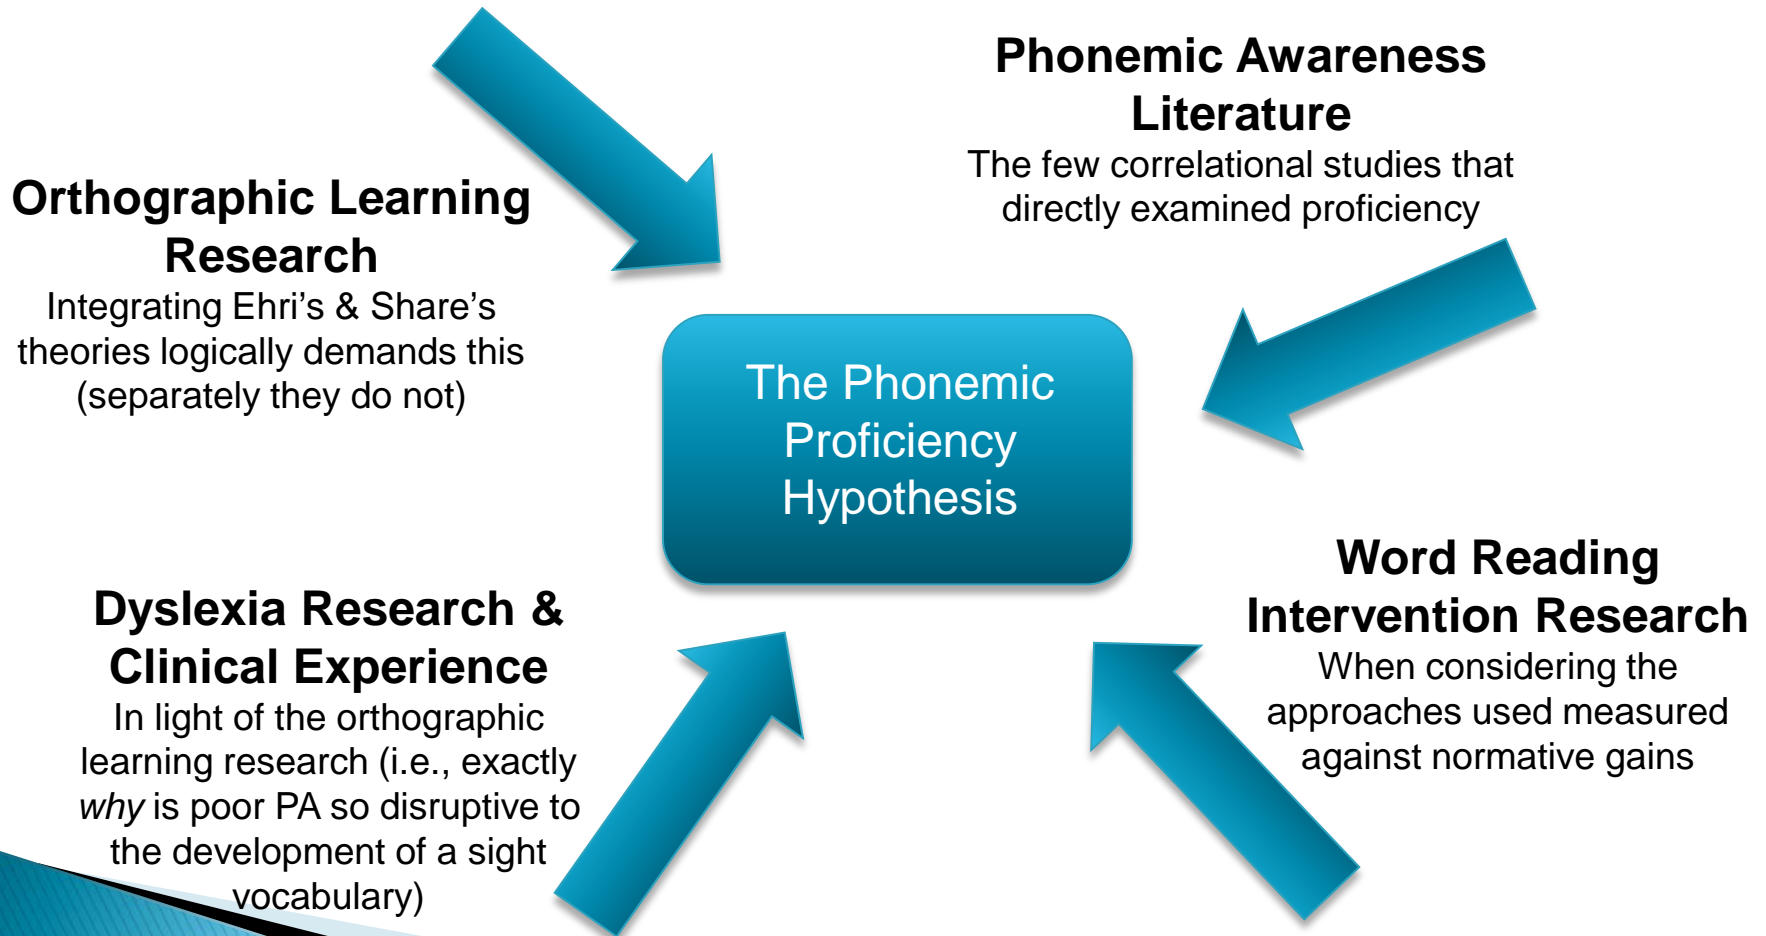 Orthographic Learning
Research
Integrating Ehri’s & Share’s
theories logically demands this
(separately they do not)
Phonemic Awareness
Literature
The few correlational studies that
directly examined proficiency
The Phonemic
Proficiency
Hypothesis
Dyslexia Research &
Clinical Experience
In light of the orthographic
learning research (i.e., exactly
why is poor PA so disruptive to
the development of a sight
vocabulary)
Word Reading
Intervention Research
When considering the
approaches used measured
against normative gains